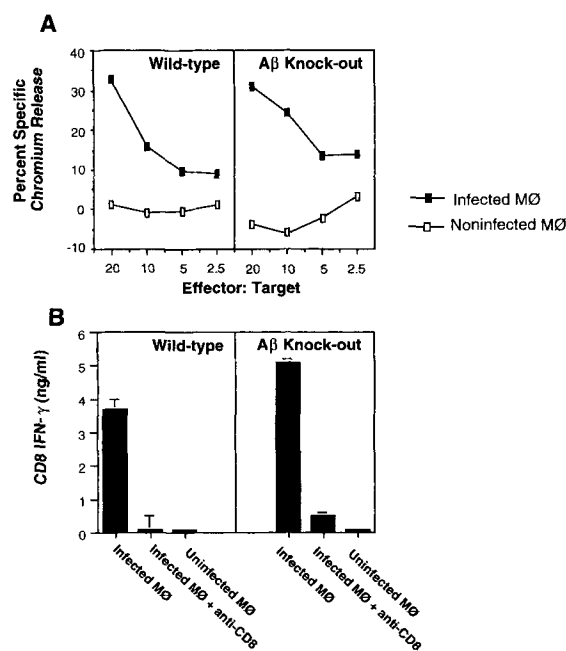 A
Wild-type
Aβ Knock-out
Percent Specific
Chromium Release
40
30
20
10
0
-10
20 10 5 2.5
20 10 5 2.5
Effector: Target
Infected MØ
Noninfected MØ
B
Wild-type
Aβ Knock-out
CD8 IFN-γ (ng/ml)
6
5
4
3
2
1
0
Infected MØ
Infected MØ + anti-CD8
Uninfected MØ
Infected MØ
Infected MØ + anti-CD8
Uninfected MØ